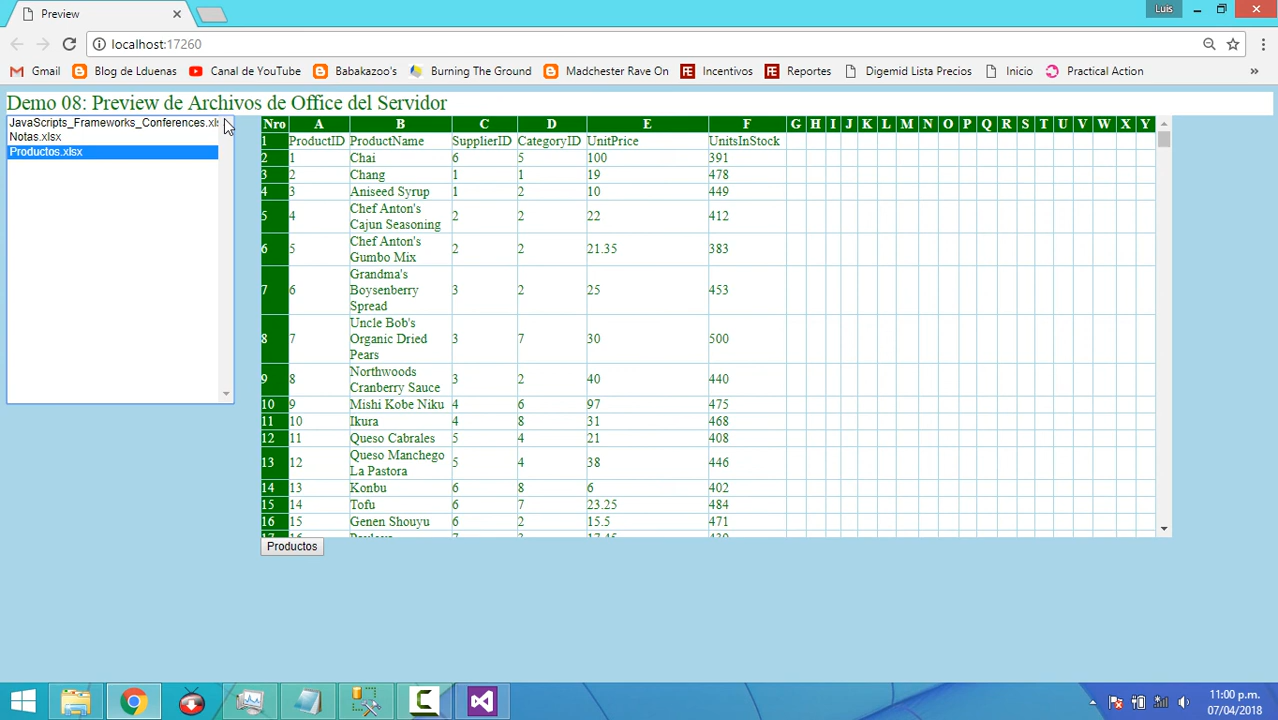 Preview
Luis
localhost:17260
Gmail Blog de Lduenas Canal de YouTube Babakazoo's Burning The Ground Madchester Rave On Incentivos Reportes Digemid Lista Precios Inicio Practical Action »
Demo 08: Preview de Archivos de Office del Servidor
JavaScripts_Frameworks_Conferences.xls
Notas.xlsx
Productos.xlsx
Nro A B C D E F G H I J K L M N O P Q R S T U V W X Y
1 ProductID ProductName SupplierID CategoryID UnitPrice UnitsInStock
2 1 Chai 6 5 100 391
3 2 Chang 1 1 19 478
4 3 Aniseed Syrup 1 2 10 449
5 4 Chef Anton's Cajun Seasoning 2 2 22 412
6 5 Chef Anton's Gumbo Mix 2 2 21.35 383
7 6 Grandma's Boysenberry Spread 3 2 25 453
8 7 Uncle Bob's Organic Dried Pears 3 7 30 500
9 8 Northwoods Cranberry Sauce 3 2 40 440
10 9 Mishi Kobe Niku 4 6 97 475
11 10 Ikura 4 8 31 468
12 11 Queso Cabrales 5 4 21 408
13 12 Queso Manchego La Pastora 5 4 38 446
14 13 Konbu 6 8 6 402
15 14 Tofu 6 7 23.25 484
16 15 Genen Shouyu 6 2 15.5 471
Productos
11:00 p.m.
07/04/2018